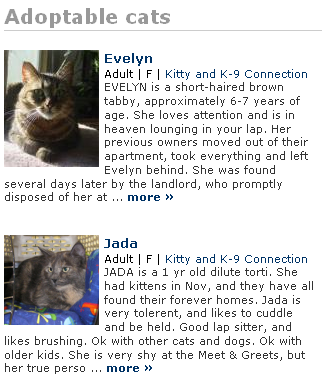 Adoptable cats
Evelyn
Adult | F | Kitty and K-9 Connection
EVELYN is a short-haired brown
tabby, approximately 6-7 years of
age. She loves attention and is in
heaven lounging in your lap. Her
previous owners moved out of their
apartment, took everything and left
Evelyn behind. She was found
several days later by the landlord, who promptly
disposed of her at ... more »
Jada
Adult | F | Kitty and K-9 Connection
JADA is a 1 yr old dilute torti. She
had kittens in Nov, and they have all
found their forever homes. Jada is
very tolerent, and likes to cuddle
and be held. Good lap sitter, and
likes brushing. Ok with other cats and dogs. Ok with
older kids. She is very shy at the Meet & Greets, but
her true perso ... more »